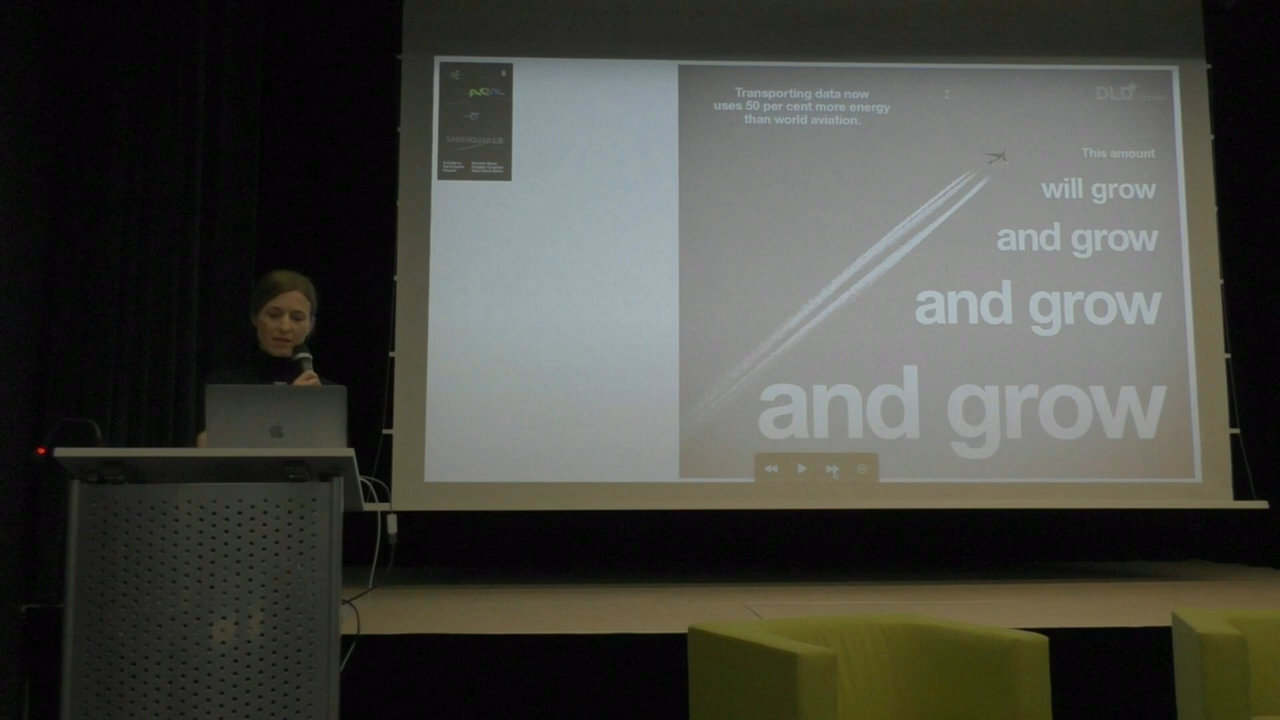 Transporting data now
uses 50 per cent more energy
than world aviation.
DLD
This amount
will grow
and grow
and grow
and grow